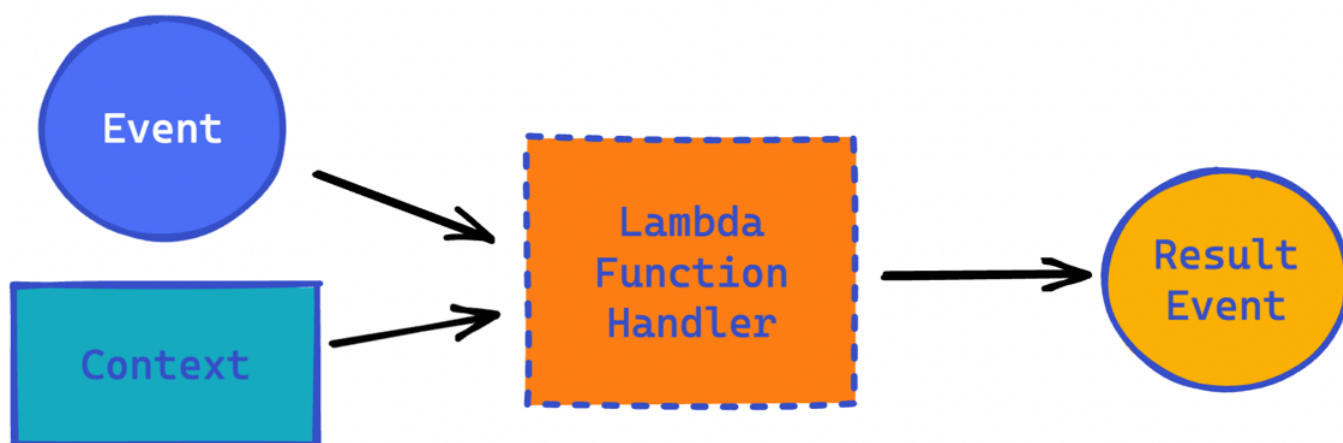 Event
Context
Lambda
Function
Handler
Result
Event